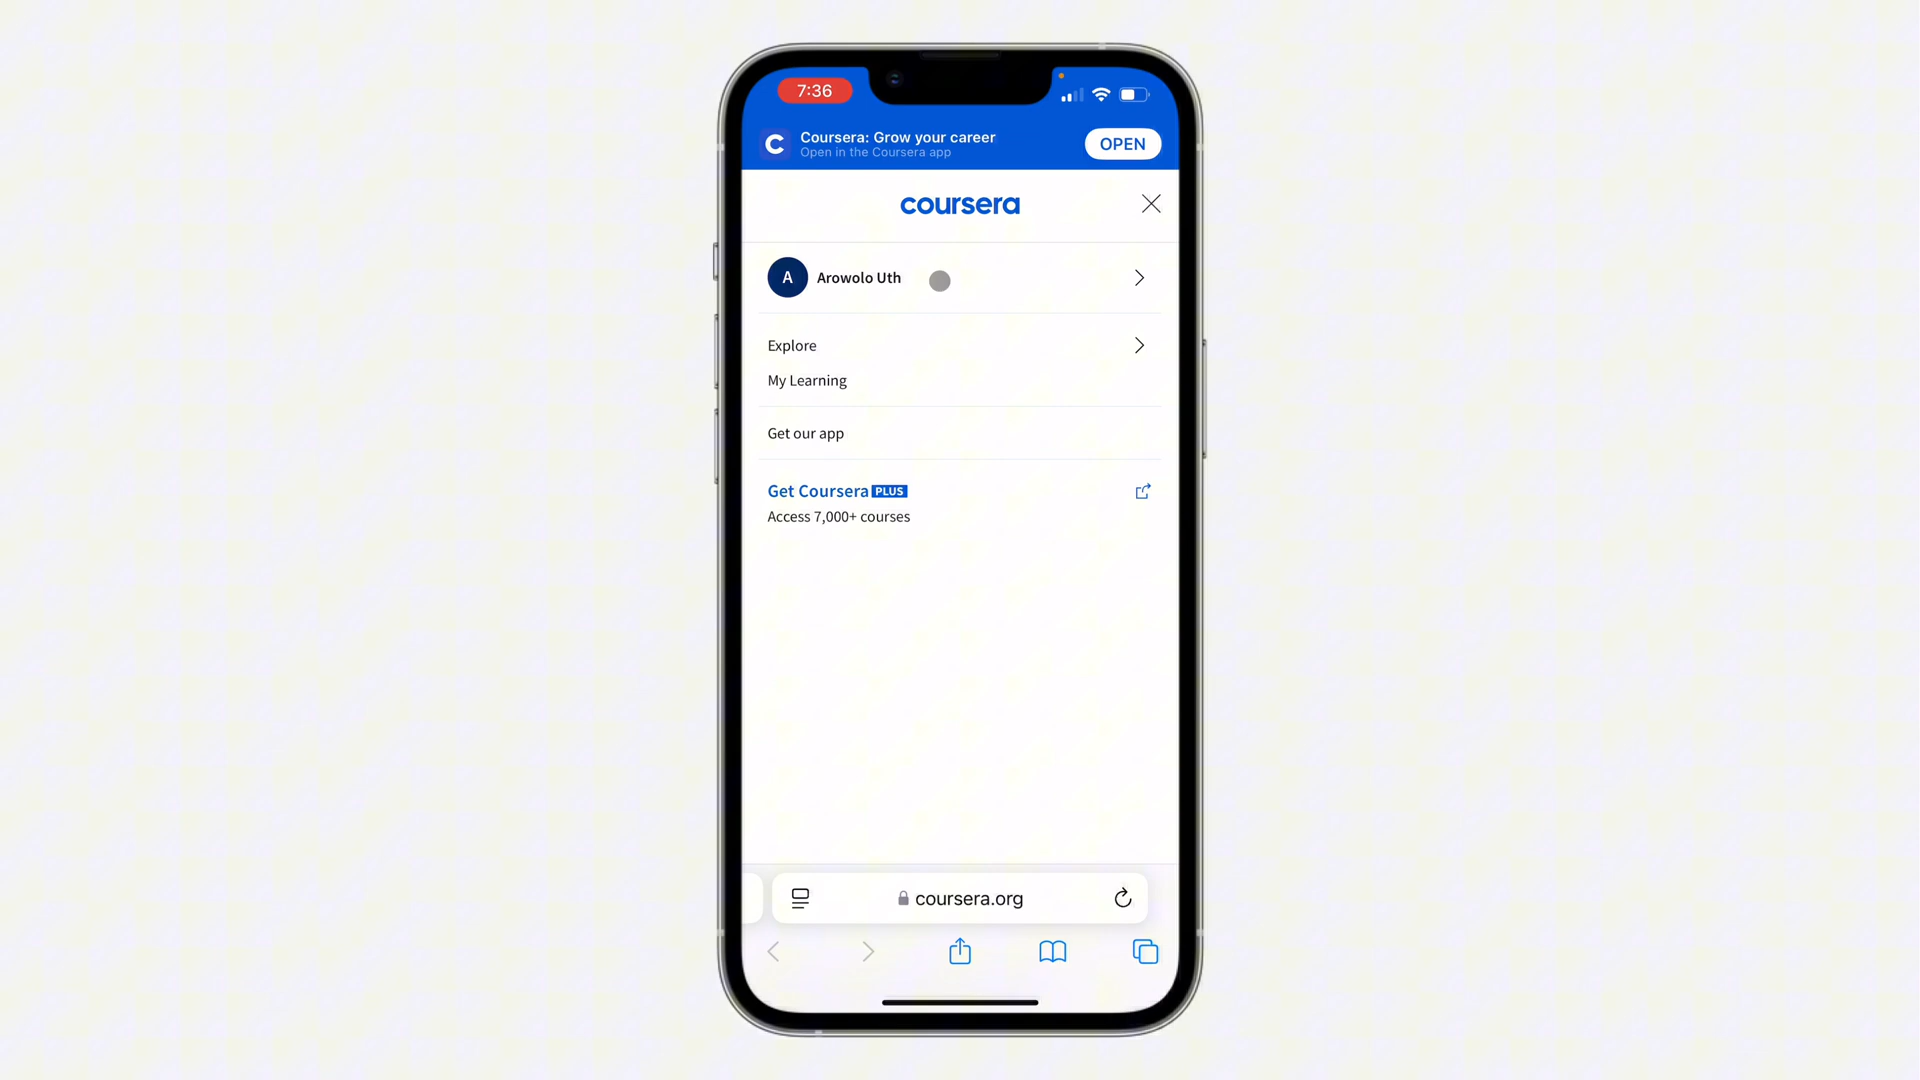 7:36
C
Coursera: Grow your career
Open in the Coursera app
OPEN
coursera
A
Arowolo Uth
Explore
My Learning
Get our app
Get Coursera PLUS
Access 7,000+ courses
coursera.org